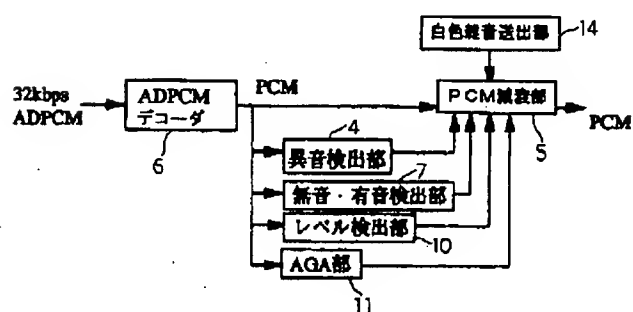 白色雑音送出部
14
32kbps
ADPCM
ADPCM
デコーダ
6
PCM
PCM減衰部
5
PCM
4
異音検出部
7
無音・有音検出部
レベル検出部
10
AGA部
11